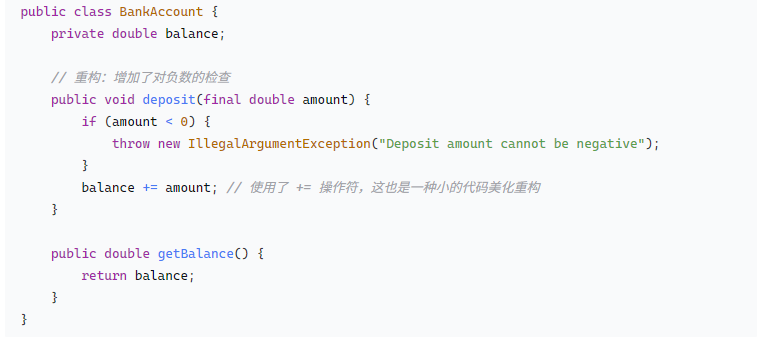 public class BankAccount {
    private double balance;

    // 重构：增加了对负数的检查
    public void deposit(final double amount) {
        if (amount < 0) {
            throw new IllegalArgumentException("Deposit amount cannot be negative");
        }
        balance += amount; // 使用了 += 操作符，这也是一种小的代码美化重构
    }

    public double getBalance() {
        return balance;
    }
}